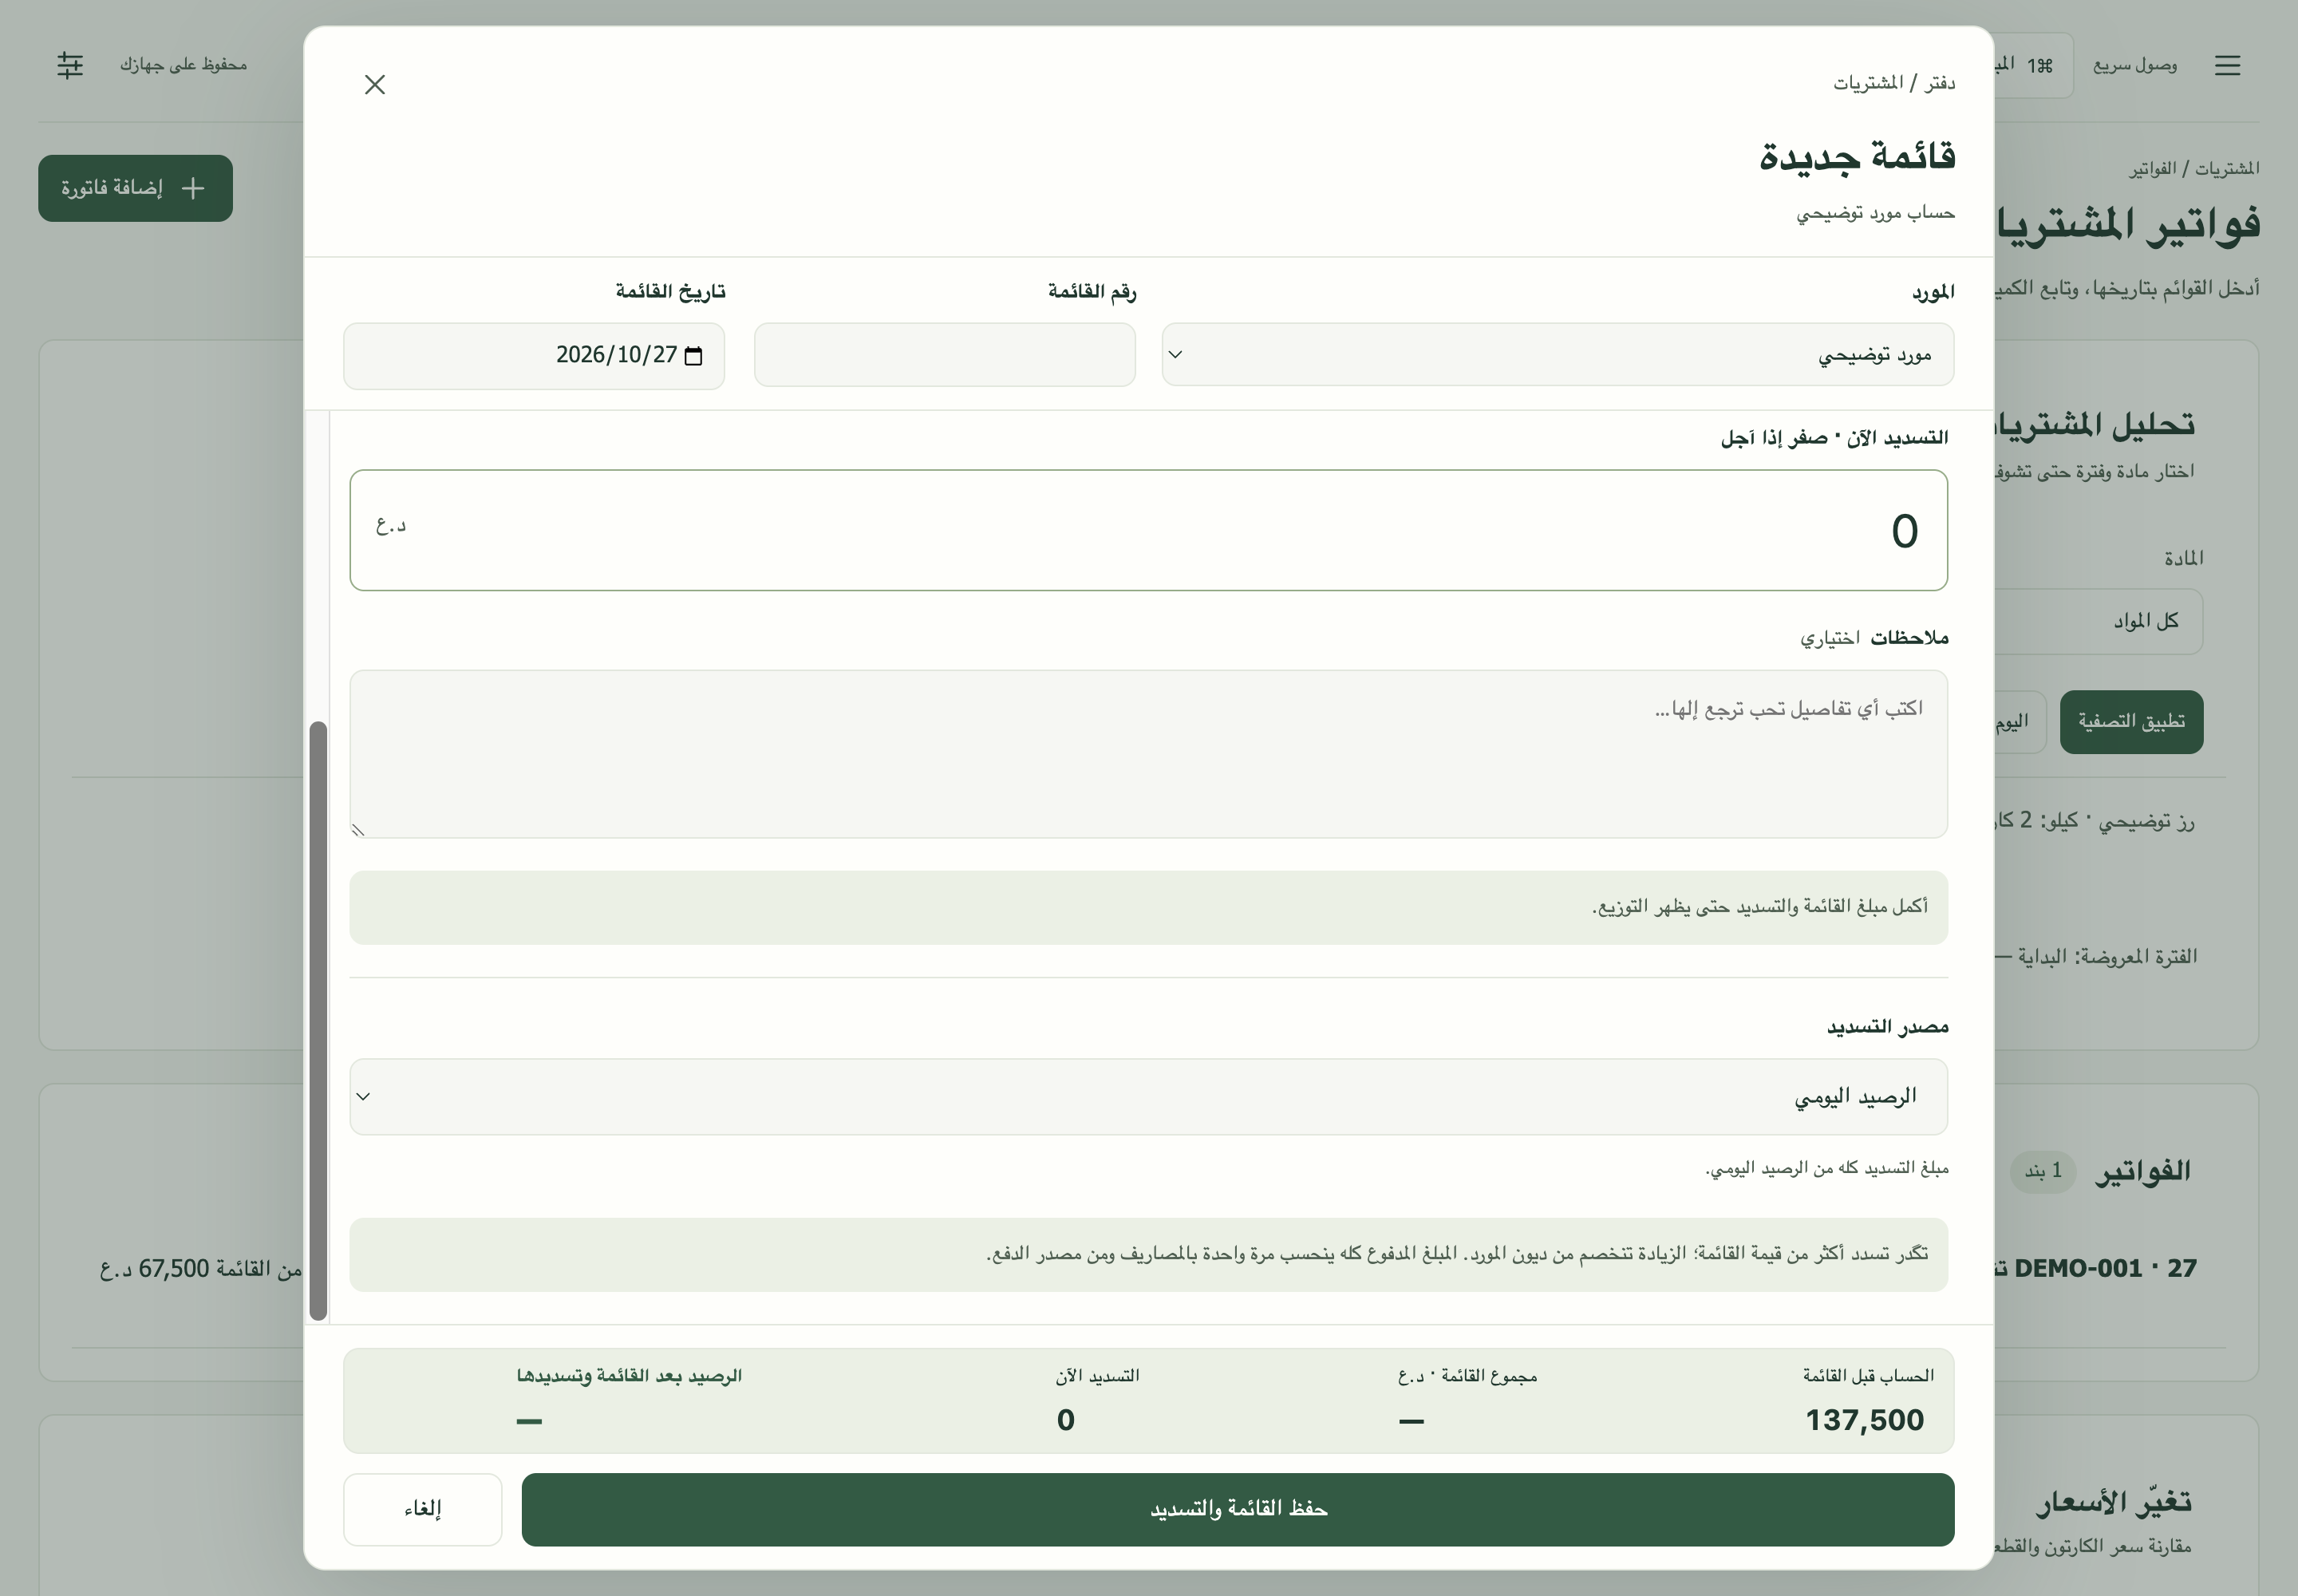 وصول سريع
⌘1
محفوظ على جهازك
المشتريات / الفواتير
إضافة فاتورة
فواتير
أدخل القوائم بتاريخها، وتابع
تحليل
اختار مادة وفترة حتى
المادة
كل المواد
تطبيق التصفية
اليوم
رز توضيحي · كيلو: 2
الفترة المعروضة: البداية —
الفواتير
1 بند
DEMO-001 · 27
من القائمة 67,500 د.ع
تغيّر الأسعار
مقارنة سعر الكارتون
دفتر / المشتريات
قائمة جديدة
حساب مورد توضيحي
المورد
مورد توضيحي
رقم القائمة
تاريخ القائمة
2026/10/27
التسديد الآن · صفر إذا آجل
0
د.ع
ملاحظات اختياري
اكتب أي تفاصيل تحب ترجع إلها...
أكمل مبلغ القائمة والتسديد حتى يظهر التوزيع.
مصدر التسديد
الرصيد اليومي
مبلغ التسديد كله من الرصيد اليومي.
تگدر تسدد أكثر من قيمة القائمة؛ الزيادة تنخصم من ديون المورد. المبلغ المدفوع كله ينحسب مرة واحدة بالمصاريف ومن مصدر الدفع.
الحساب قبل القائمة
137,500
مجموع القائمة · د.ع
—
التسديد الآن
0
الرصيد بعد القائمة وتسديدها
—
حفظ القائمة والتسديد
إلغاء